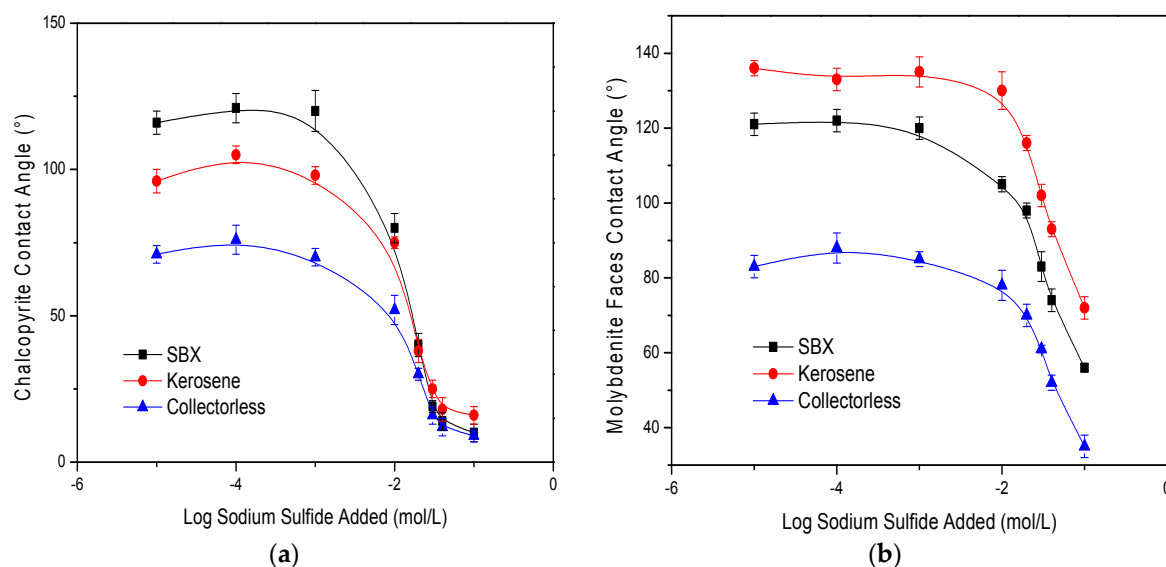 150
100
50
0
-6
-4
-2
0
Chalcopyrite Contact Angle (°)
SBX
Kerosene
Collectorless
Log Sodium Sulfide Added (mol/L)
(a)
140
120
100
80
60
40
-6
-4
-2
0
Molybdenite Faces Contact Angle (°)
SBX
Kerosene
Collectorless
Log Sodium Sulfide Added (mol/L)
(b)